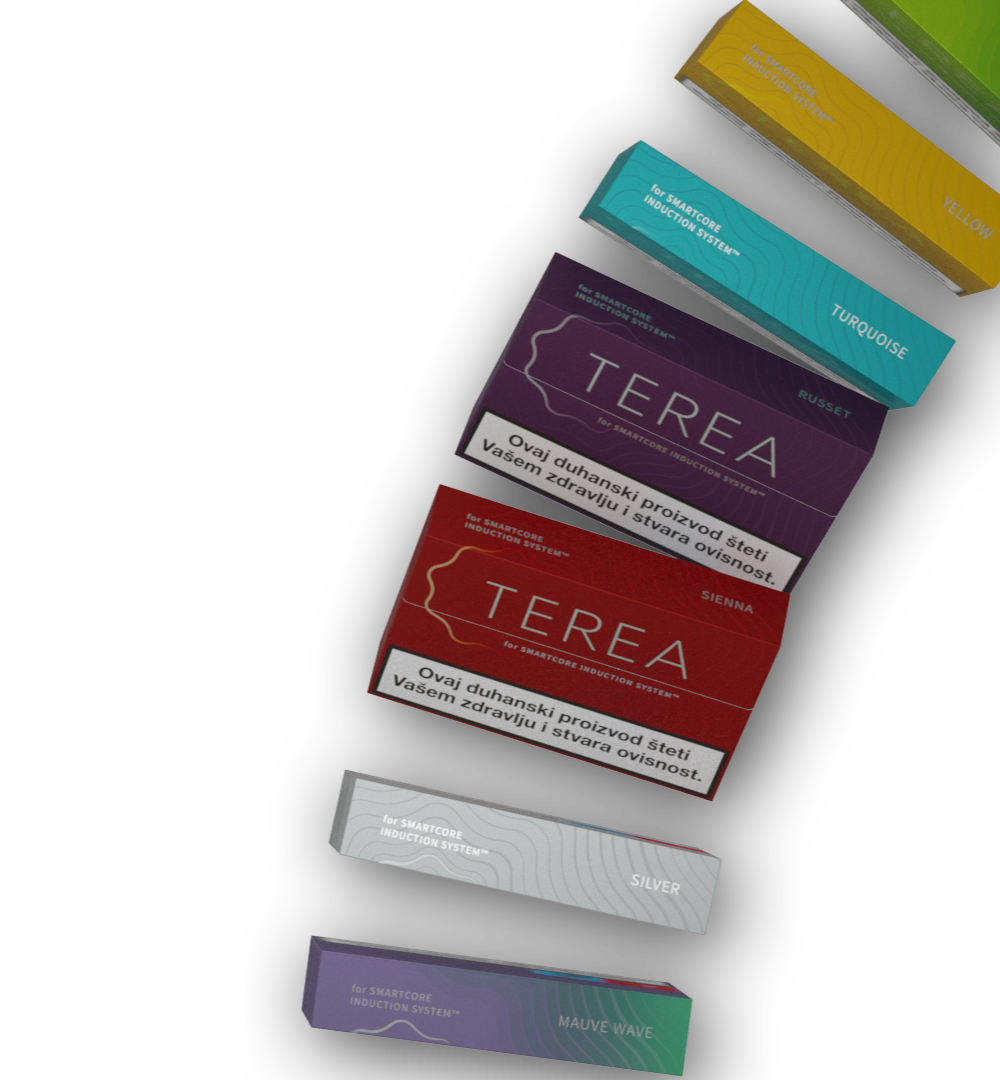 for SMARTCORE
INDUCTION SYSTEM™
YELLOW
for SMARTCORE
INDUCTION SYSTEM™
TURQUOISE
for SMARTCORE
INDUCTION SYSTEM™
RUSSET
TEREA
for SMARTCORE INDUCTION SYSTEM™
Ovaj duhanski proizvod šteti
Vašem zdravlju i stvara ovisnost.
for SMARTCORE
INDUCTION SYSTEM™
SIENNA
TEREA
for SMARTCORE INDUCTION SYSTEM™
Ovaj duhanski proizvod šteti
Vašem zdravlju i stvara ovisnost.
for SMARTCORE
INDUCTION SYSTEM™
SILVER
for SMARTCORE
INDUCTION SYSTEM™
MAUVE WAVE